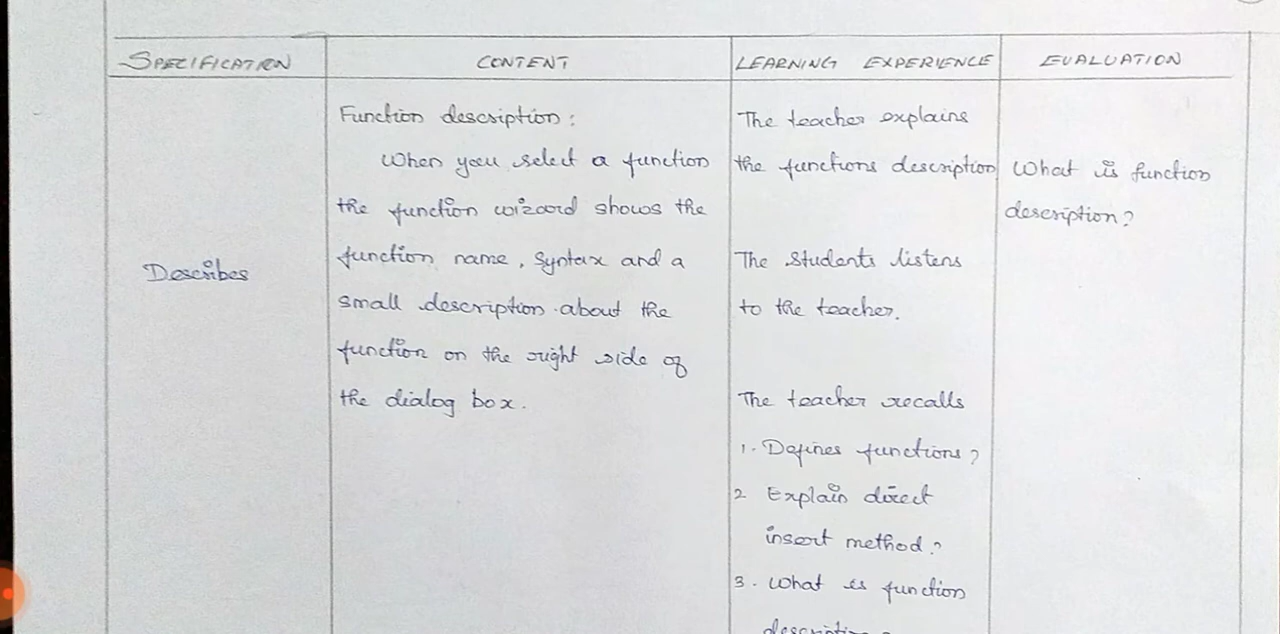 SPECIFICATION
CONTENT
LEARNING EXPERIENCE
EVALUATION
Describes
Function description:
When you select a function
the function wizard shows the
function name, syntax and a
small description about the
function on the right side of
the dialog box.
The teacher explains
the functions description
The students listens
to the teacher.
The teacher recalls
1. Defines functions?
2 Explain direct
insert method?
3. What is function
description?
What is function
description?